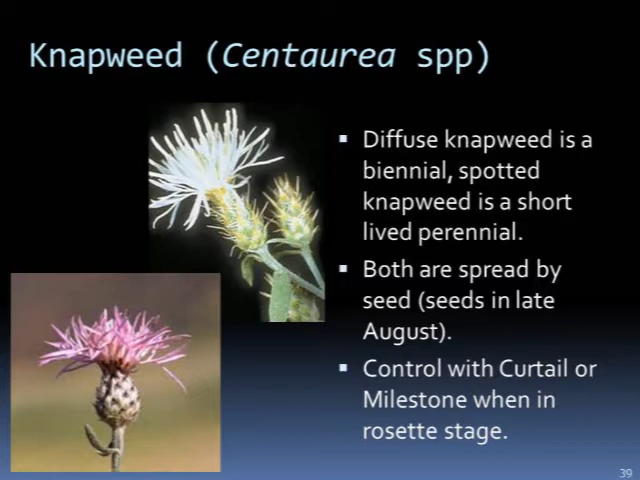 Knapweed (Centaurea spp)
▪ Diffuse knapweed is a
biennial, spotted
knapweed is a short
lived perennial.
▪ Both are spread by
seed (seeds in late
August).
▪ Control with Curtail or
Milestone when in
rosette stage.
39